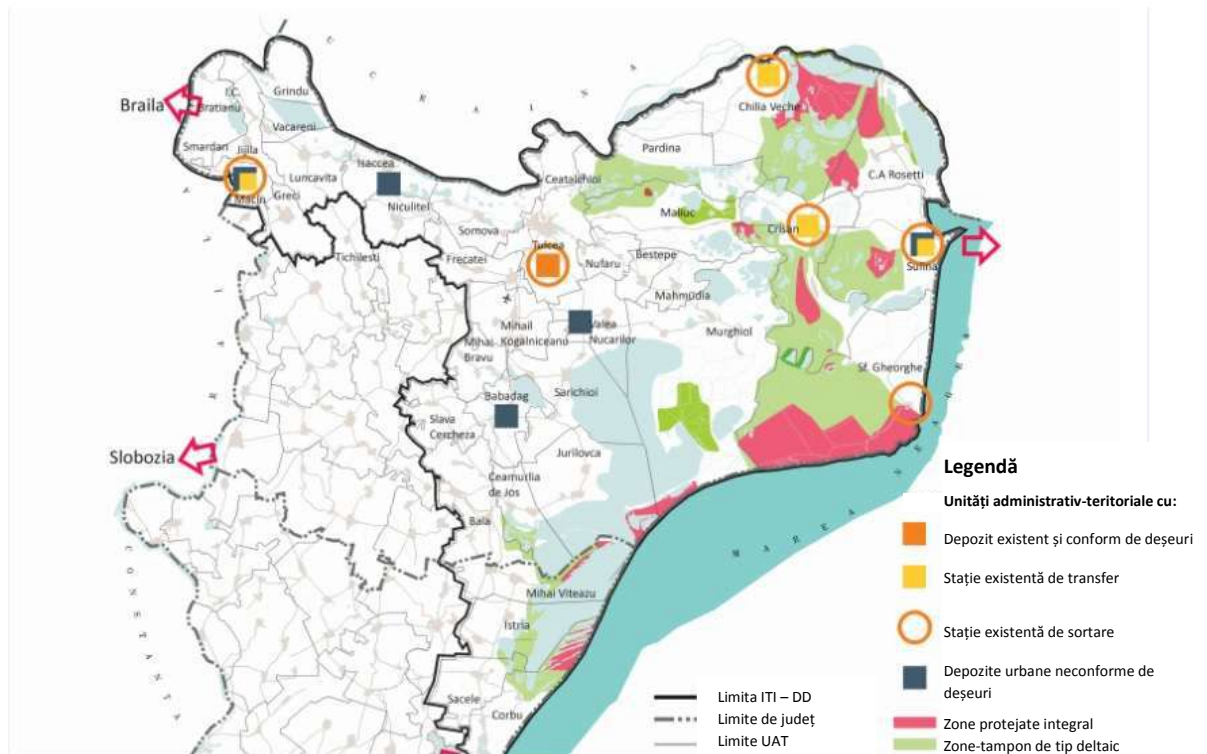 U C R A I N A
Braila
I.C.
Bratianu
Grindu
Vacareni
Chilia Veche
Smardan
Jijila
Isaccea
Pardina
Luncavita
Ceatalchioi
C.A Rosetti
Macin
Greci
Niculitel
Maliuc
Crisan
Somova
Tulcea
Tichilesti
Frecatei
Nufaru
Bestepe
Sulina
Mahmudia
Mihail
Kogalniceanu
Valea
Nucarilor
Murghiol
Mihai
Bravu
Sf. Gheorghe
Babadag
Sarichioi
Slava
Cercheza
Slobozia
Jurilovca
Ceamurlia
de Jos
Baia
M A R E A N E A G R A
C O N S T A N T A
Mihai Viteazu
Istria
Sacele
Corbu
Legendă
Unități administrativ-teritoriale cu:
Depozit existent și conform de deșeuri
Stație existentă de transfer
Stație existentă de sortare
Depozite urbane neconforme de
deșeuri
Zone protejate integral
Zone-tampon de tip deltaic
Limita ITI – DD
Limite de județ
Limite UAT